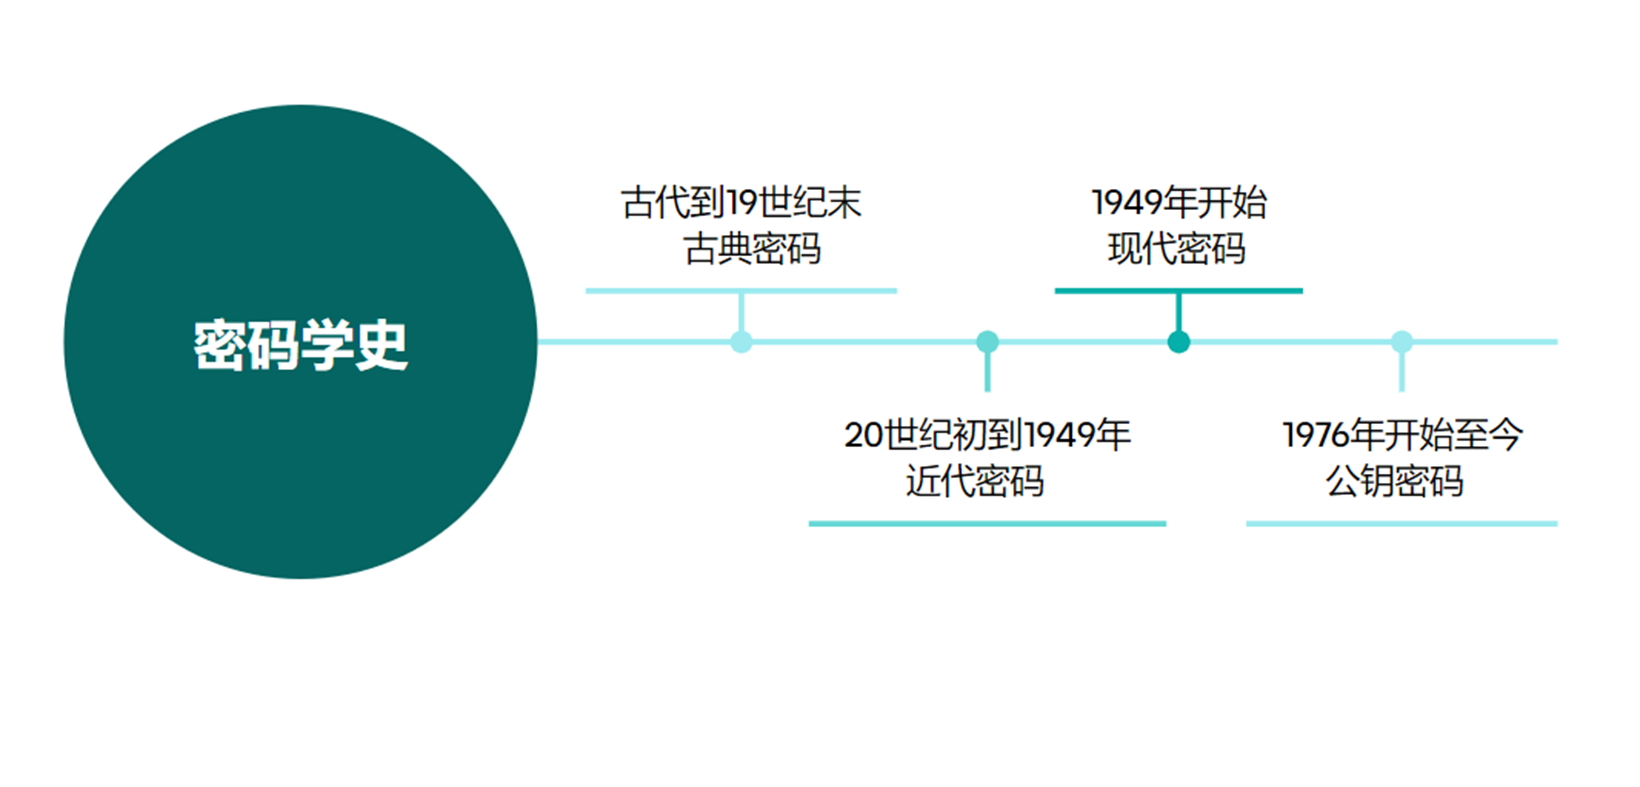 密码学史
古代到19世纪末
古典密码
20世纪初到1949年
近代密码
1949年开始
现代密码
1976年开始至今
公钥密码